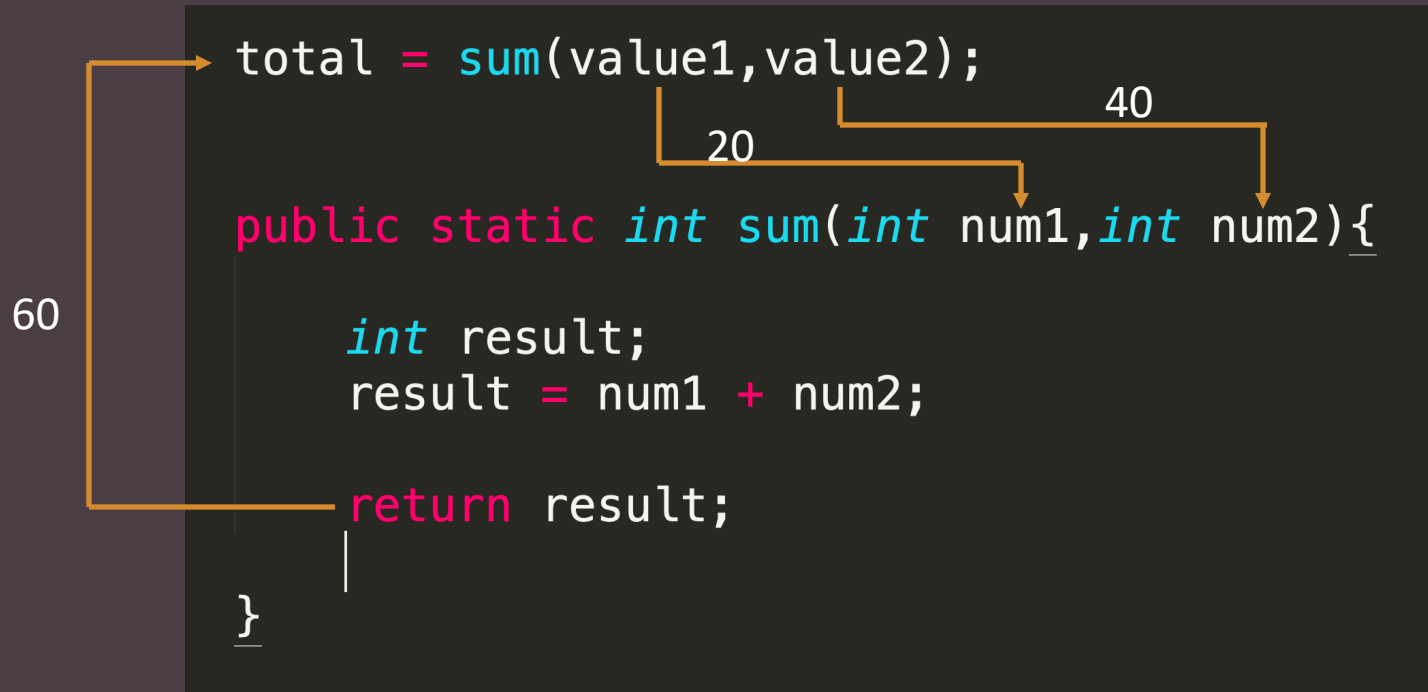 total = sum(value1,value2);
40
20
public static int sum(int num1,int num2){
60
int result;
result = num1 + num2;
return result;
}